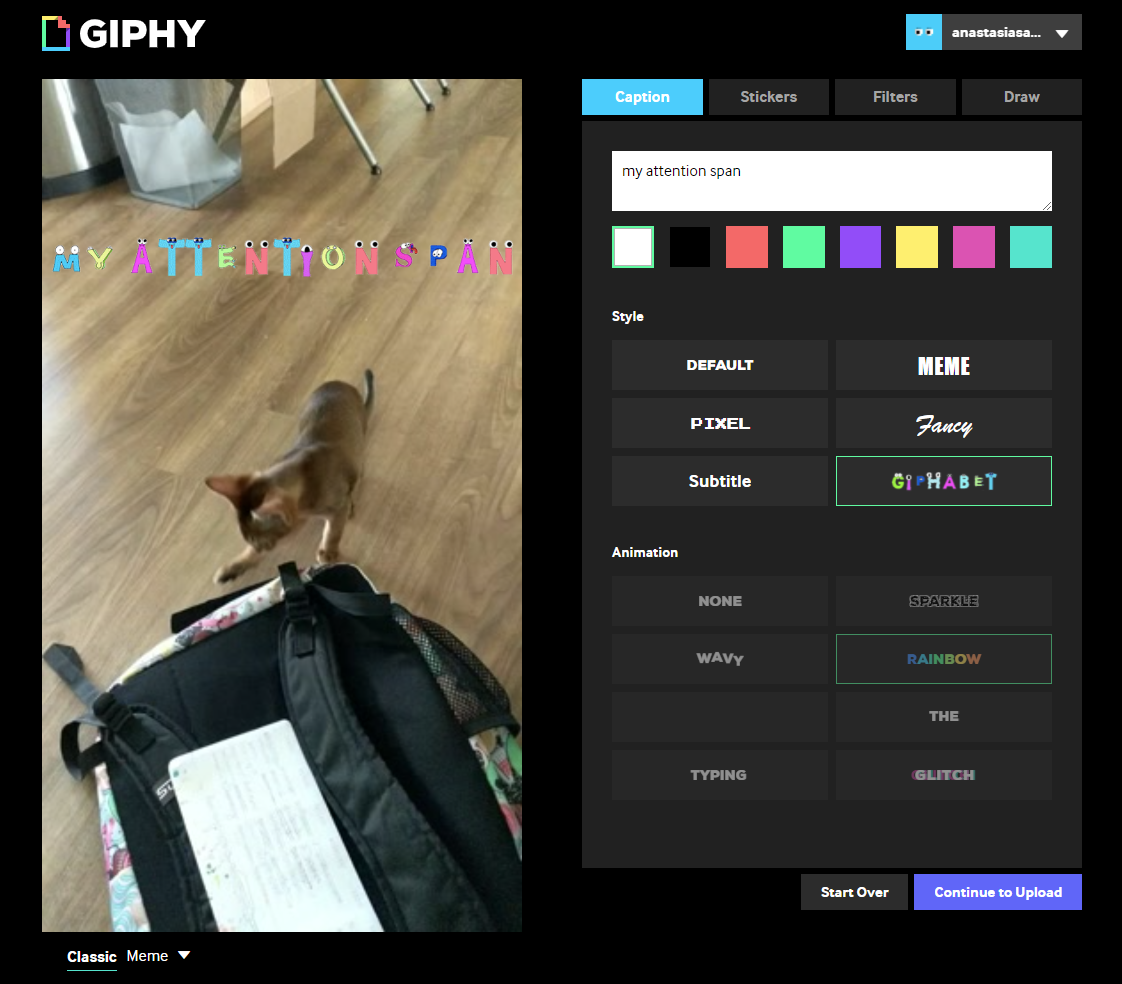 GIPHY
anastasiasa...
Caption
Stickers
Filters
Draw
my attention span
MY ATTENTION SPAN
Style
DEFAULT
MEME
PIXEL
Fancy
Subtitle
GIPHABET
Animation
NONE
SPARKLE
WAVY
RAINBOW
THE
TYPING
GLITCH
Start Over
Continue to Upload
Classic
Meme